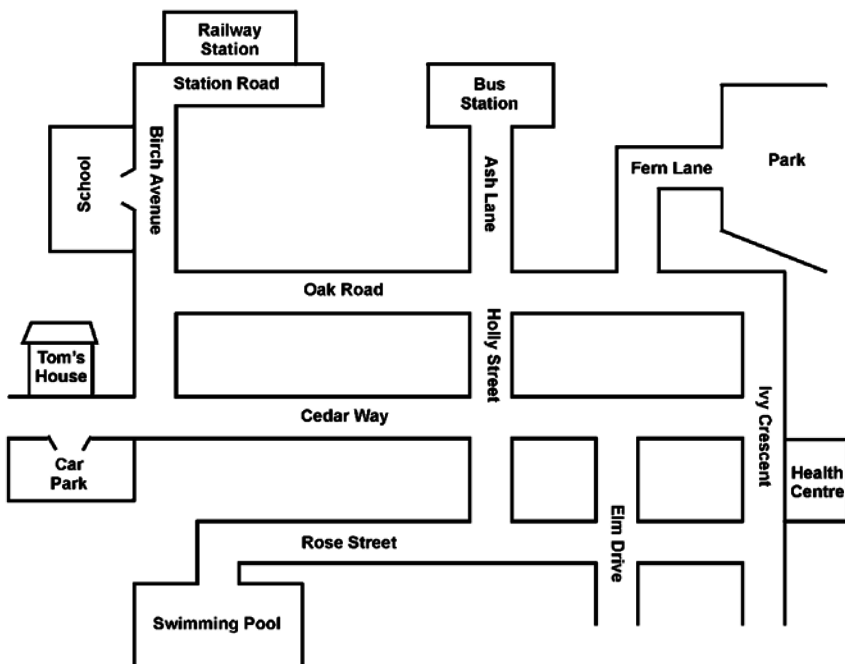 Railway
Station
Station Road
Bus
Station
School
Birch Avenue
Ash Lane
Fern Lane
Park
Oak Road
Holly Street
Tom's
House
Cedar Way
Ivy Crescent
Car
Park
Health
Centre
Elm Drive
Rose Street
Swimming Pool